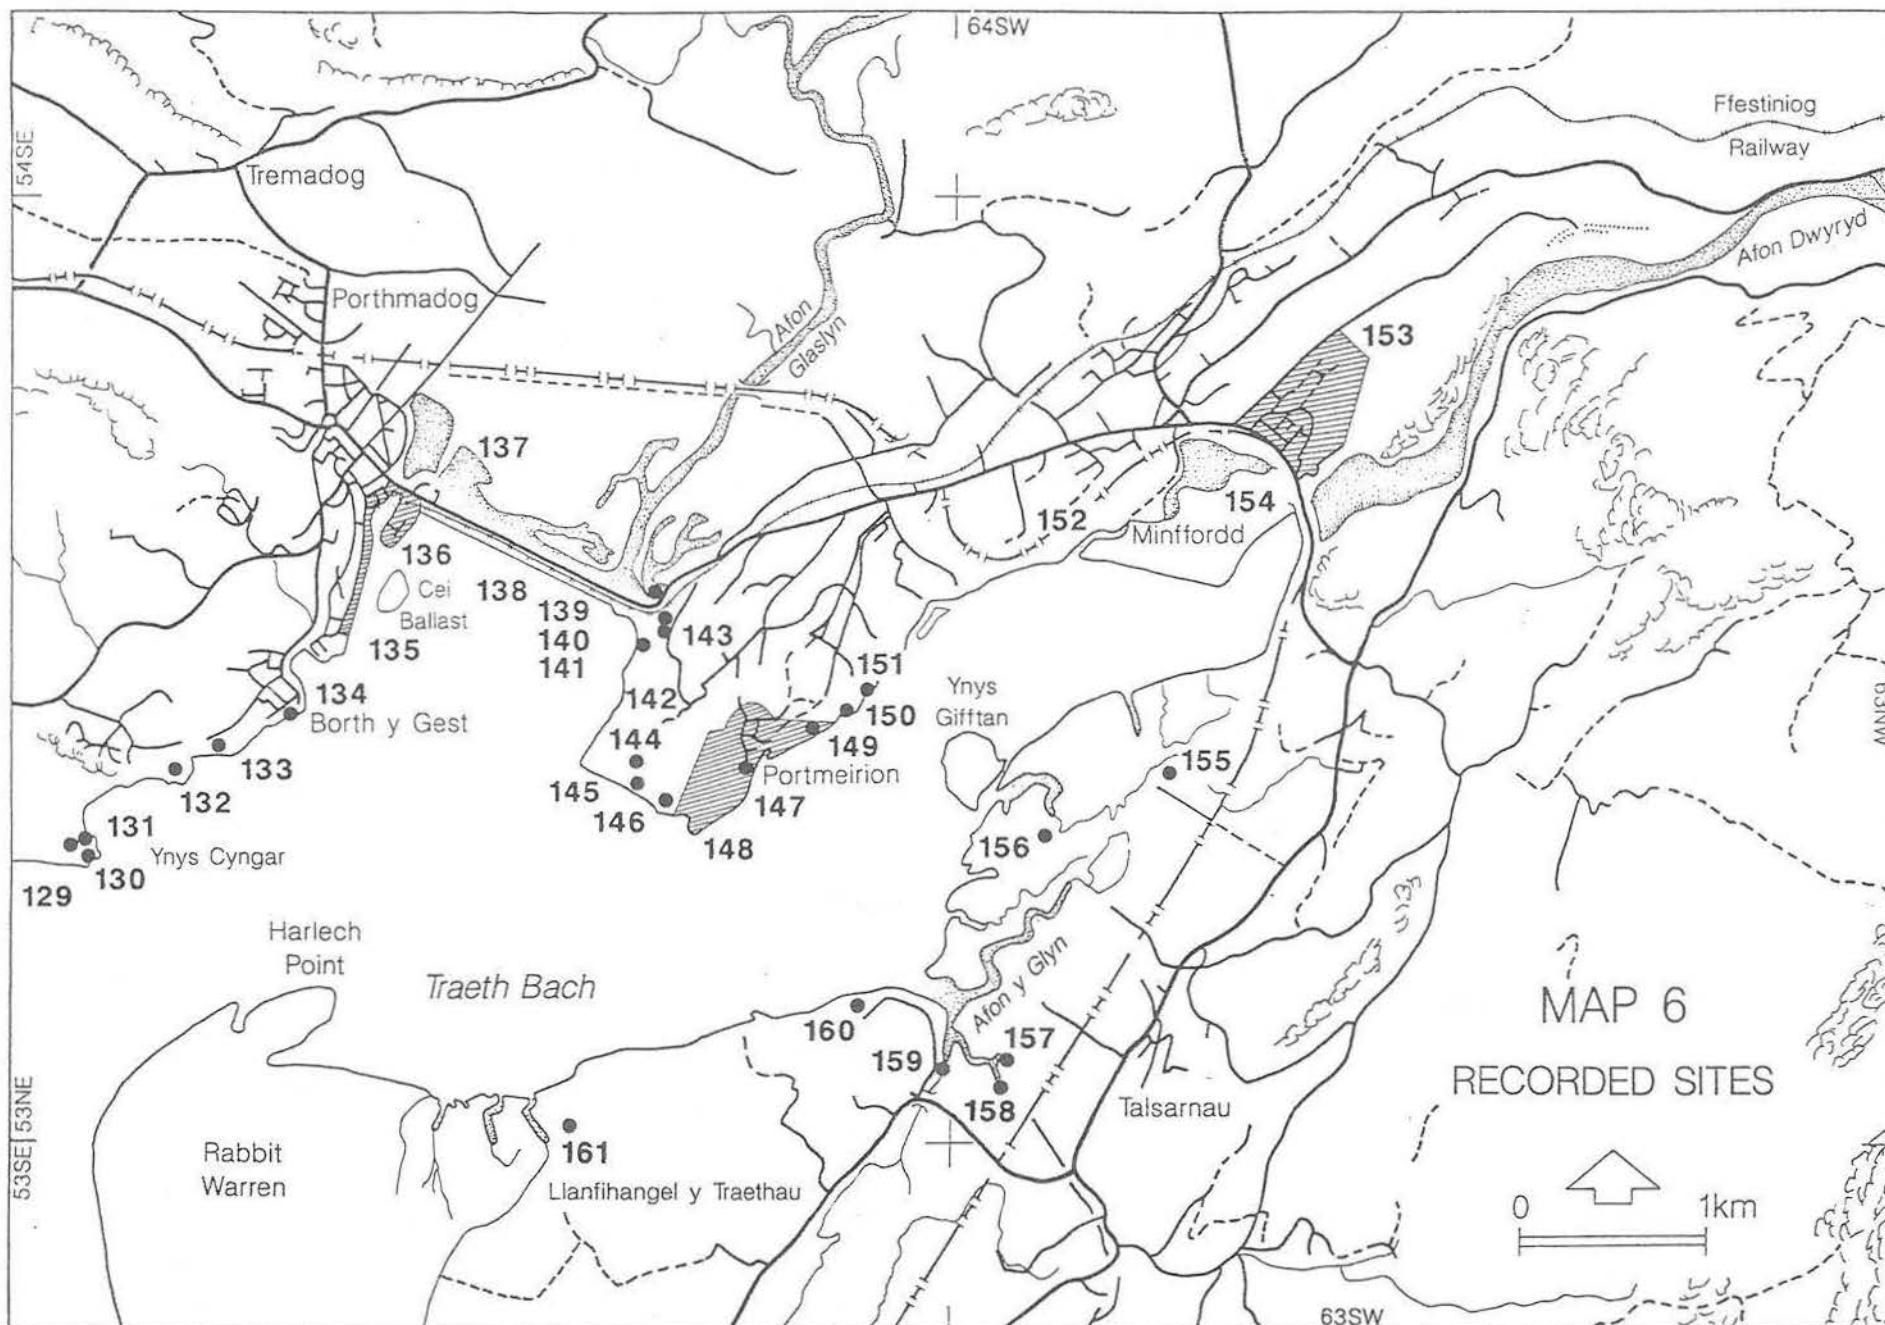 64SW
Ffestiniog
Railway
54SE
Tremadog
Afon Dwyryd
Porthmadog
Afon
Glaslyn
153
137
154
152
Minffordd
136
Cei
Ballast
138
139
140
141
143
135
151
142
134
Borth y Gest
Ynys
Gifftan
150
63NW
144
149
133
155
Portmeirion
132
145
147
146
131
148
156
Ynys Cyngar
130
129
Harlech
Point
Traeth Bach
Afon y Glyn
160
157
159
158
MAP 6
RECORDED SITES
Talsarnau
53NE
53SE
161
Rabbit
Warren
Llanfihangel y Traethau
0 1km
63SW